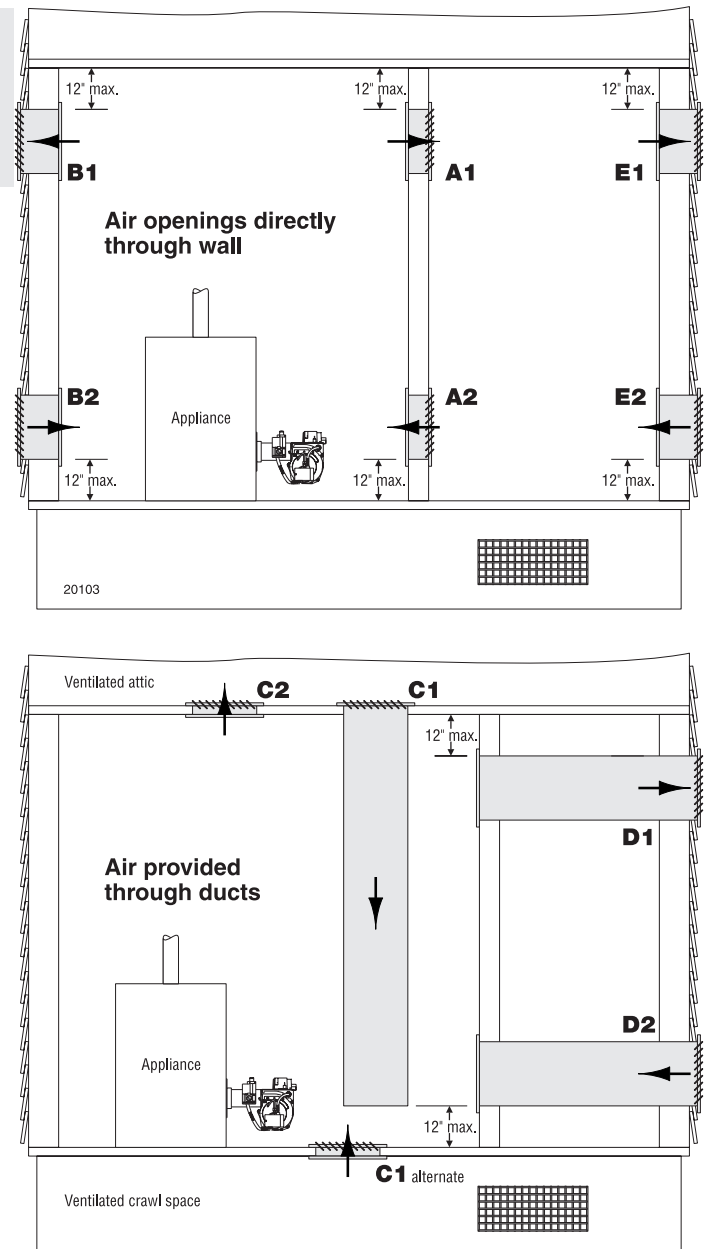 12" max.
12" max.
12" max.
B1
A1
E1
Air openings directly
through wall
B2
A2
E2
Appliance
12" max.
12" max.
12" max.
20103
Ventilated attic
C2
C1
12" max.
D1
Air provided
through ducts
D2
Appliance
12" max.
C1 alternate
Ventilated crawl space